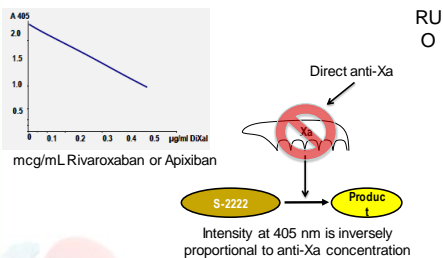 A 405
2.0
1.5
1.0
0.5
0 0.1 0.2 0.3 0.4 0.5 µg/ml DiXaI
mcg/mL Rivaroxaban or Apixiban
RU
O
Direct anti-Xa
Xa
S-2222
Produc
t
Intensity at 405 nm is inversely
proportional to anti-Xa concentration